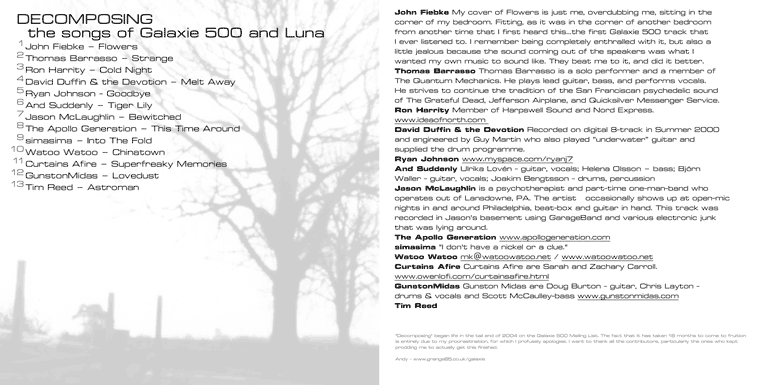 DECOMPOSING
the songs of Galaxie 500 and Luna
1 John Fiebke – Flowers
2 Thomas Barrasso – Strange
3 Ron Harrity – Cold Night
4 David Duffin & the Devotion – Melt Away
5 Ryan Johnson - Goodbye
6 And Suddenly – Tiger Lily
7 Jason McLaughlin – Bewitched
8 The Apollo Generation – This Time Around
9 simasima – Into The Fold
10 Watoo Watoo – Chinatown
11 Curtains Afire – Superfreaky Memories
12 GunstonMidas – Lovedust
13 Tim Reed – Astroman
John Fiebke My cover of Flowers is just me, overdubbing me, sitting in the
corner of my bedroom. Fitting, as it was in the corner of another bedroom
from another time that I first heard this...the first Galaxie 500 track that
I ever listened to. I remember being completely enthralled with it, but also a
little jealous because the sound coming out of the speakers was what I
wanted my own music to sound like. They beat me to it, and did it better.
Thomas Barrasso Thomas Barrasso is a solo performer and a member of
The Quantum Mechanics. He plays lead guitar, bass, and performs vocals.
He strives to continue the tradition of the San Franciscan psychedelic sound
of The Grateful Dead, Jefferson Airplane, and Quicksilver Messenger Service.
Ron Harrity Member of Harpswell Sound and Nord Express.
www.ideaofnorth.com
David Duffin & the Devotion Recorded on digital 8-track in Summer 2000
and engineered by Guy Martin who also played "underwater" guitar and
supplied the drum programme.
Ryan Johnson www.myspace.com/ryanj7
And Suddenly Ulrika Lovén - guitar, vocals; Helena Olsson – bass; Björn
Waller - guitar, vocals; Joakim Bengtsson - drums, percussion
Jason McLaughlin is a psychotherapist and part-time one-man-band who
operates out of Lansdowne, PA. The artist occasionally shows up at open-mic
nights in and around Philadelphia, beat-box and guitar in hand. This track was
recorded in Jason's basement using GarageBand and various electronic junk
that was lying around.
The Apollo Generation www.apollogeneration.com
simasima "I don't have a nickel or a clue."
Watoo Watoo mk@watoowatoo.net / www.watoowatoo.net
Curtains Afire Curtains Afire are Sarah and Zachary Carroll.
www.owenlofi.com/curtainsafire.html
GunstonMidas Gunston Midas are Doug Burton - guitar, Chris Layton -
drums & vocals and Scott McCaulley-bass www.gunstonmidas.com
Tim Reed
"Decomposing" began life in the tail end of 2004 on the Galaxie 500 Mailing List. The fact that it has taken 18 months to come to fruition
is entirely due to my procrastination, for which I profusely apologise. I want to thank all the contributors, particularly the ones who kept
prodding me to actually get this finished.
Andy - www.grange85.co.uk/galaxie